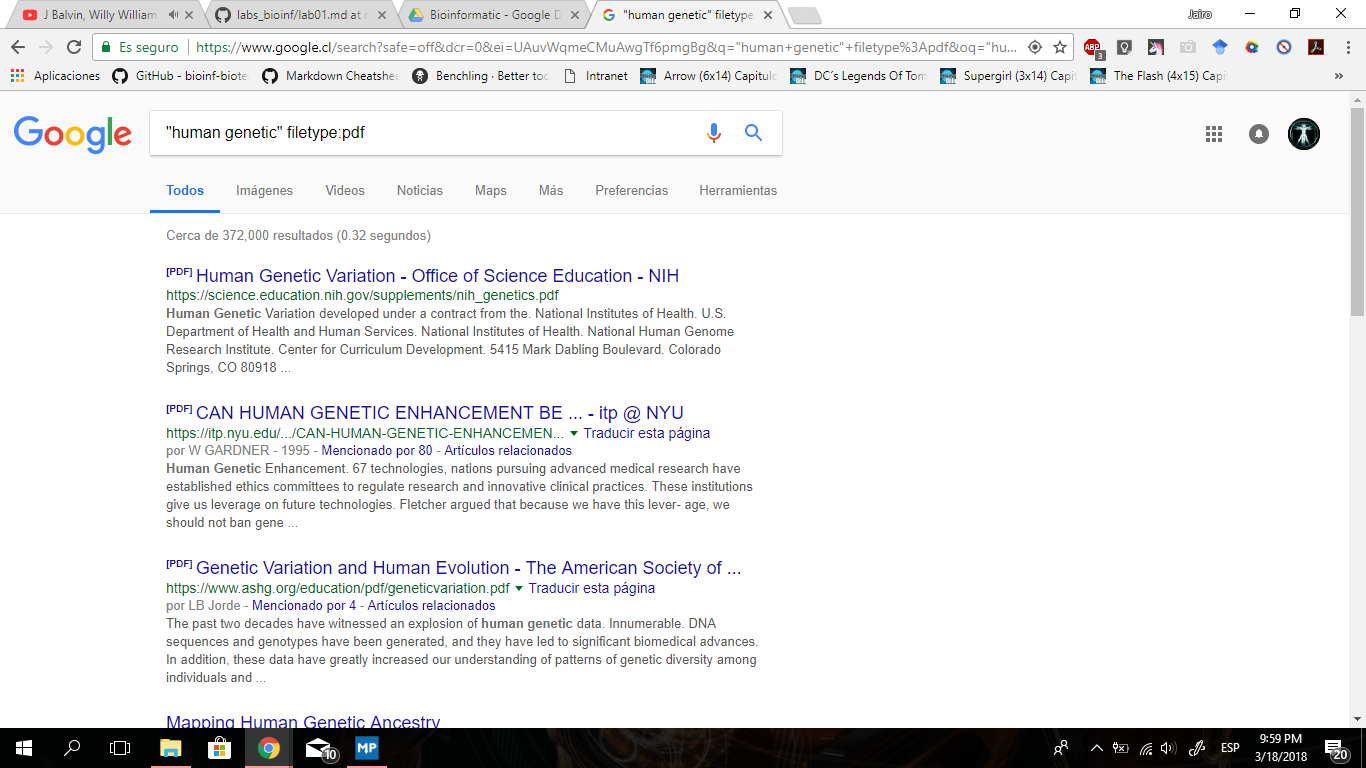 J Balvin, Willy William
labs_bioinf/lab01.md at
Bioinformatic - Google D
"human genetic" filetype
Jairo
Es seguro
https://www.google.cl/search?safe=off&dcr=0&ei=UAuvWqmeCMuAwgTf6pmgBg&q="human+genetic"+filetype%3Apdf&oq="hu...
ABP
3
Aplicaciones
GitHub - bioinf-biote
Markdown Cheatshee
Benchling · Better to
Intranet
Arrow (6x14) Capitulo
DC´s Legends Of Tom
Supergirl (3x14) Capi
The Flash (4x15) Capi
»
Google
"human genetic" filetype:pdf
Todos
Imágenes
Videos
Noticias
Maps
Más
Preferencias
Herramientas
Cerca de 372,000 resultados (0.32 segundos)
[PDF] Human Genetic Variation - Office of Science Education - NIH
https://science.education.nih.gov/supplements/nih_genetics.pdf
Human Genetic Variation developed under a contract from the. National Institutes of Health. U.S.
Department of Health and Human Services. National Institutes of Health. National Human Genome
Research Institute. Center for Curriculum Development. 5415 Mark Dabling Boulevard. Colorado
Springs, CO 80918 ...
[PDF] CAN HUMAN GENETIC ENHANCEMENT BE ... - itp @ NYU
https://itp.nyu.edu/.../CAN-HUMAN-GENETIC-ENHANCEMEN... ▼ Traducir esta página
por W GARDNER - 1995 - Mencionado por 80 - Artículos relacionados
Human Genetic Enhancement. 67 technologies, nations pursuing advanced medical research have
established ethics committees to regulate research and innovative clinical practices. These institutions
give us leverage on future technologies. Fletcher argued that because we have this lever- age, we
should not ban gene ...
[PDF] Genetic Variation and Human Evolution - The American Society of ...
https://www.ashg.org/education/pdf/geneticvariation.pdf ▼ Traducir esta página
por LB Jorde - Mencionado por 4 - Artículos relacionados
The past two decades have witnessed an explosion of human genetic data. Innumerable. DNA
sequences and genotypes have been generated, and they have led to significant biomedical advances.
In addition, these data have greatly increased our understanding of patterns of genetic diversity among
individuals and ...
Mapping Human Genetic Ancestry
10
MP
ESP
9:59 PM
3/18/2018
20